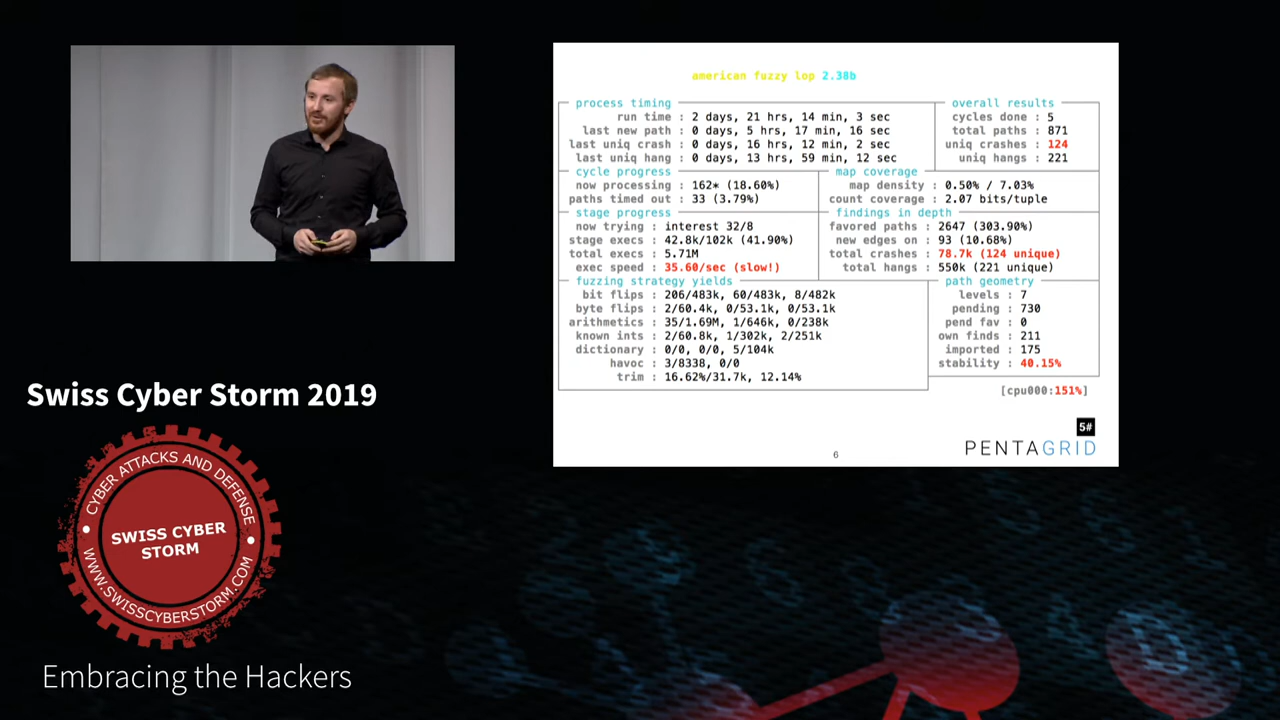 american fuzzy lop 2.38b
process timing
run time : 2 days, 21 hrs, 14 min, 3 sec
last new path : 0 days, 5 hrs, 17 min, 16 sec
last uniq crash : 0 days, 16 hrs, 12 min, 2 sec
last uniq hang : 0 days, 13 hrs, 59 min, 12 sec
overall results
cycles done : 5
total paths : 871
uniq crashes : 124
uniq hangs : 221
cycle progress
now processing : 162* (18.60%)
paths timed out : 33 (3.79%)
map coverage
map density : 0.50% / 7.03%
count coverage : 2.07 bits/tuple
stage progress
now trying : interest 32/8
stage execs : 42.8k/102k (41.90%)
total execs : 5.71M
exec speed : 35.60/sec (slow!)
findings in depth
favored paths : 2647 (303.90%)
new edges on : 93 (10.68%)
total crashes : 78.7k (124 unique)
total hangs : 550k (221 unique)
fuzzing strategy yields
bit flips : 206/483k, 60/483k, 8/482k
byte flips : 2/60.4k, 0/53.1k, 0/53.1k
arithmetics : 35/1.69M, 1/646k, 0/238k
known ints : 2/60.8k, 1/302k, 2/251k
dictionary : 0/0, 0/0, 5/104k
havoc : 3/8338, 0/0
trim : 16.62%/31.7k, 12.14%
path geometry
levels : 7
pending : 730
pend fav : 0
own finds : 211
imported : 175
stability : 40.15%
[cpu000:151%]
5#
PENTAGRID
6
Swiss Cyber Storm 2019
CYBER ATTACKS AND DEFENSE
SWISS CYBER
STORM
WWW.SWISSCYBERSTORM.COM
Embracing the Hackers